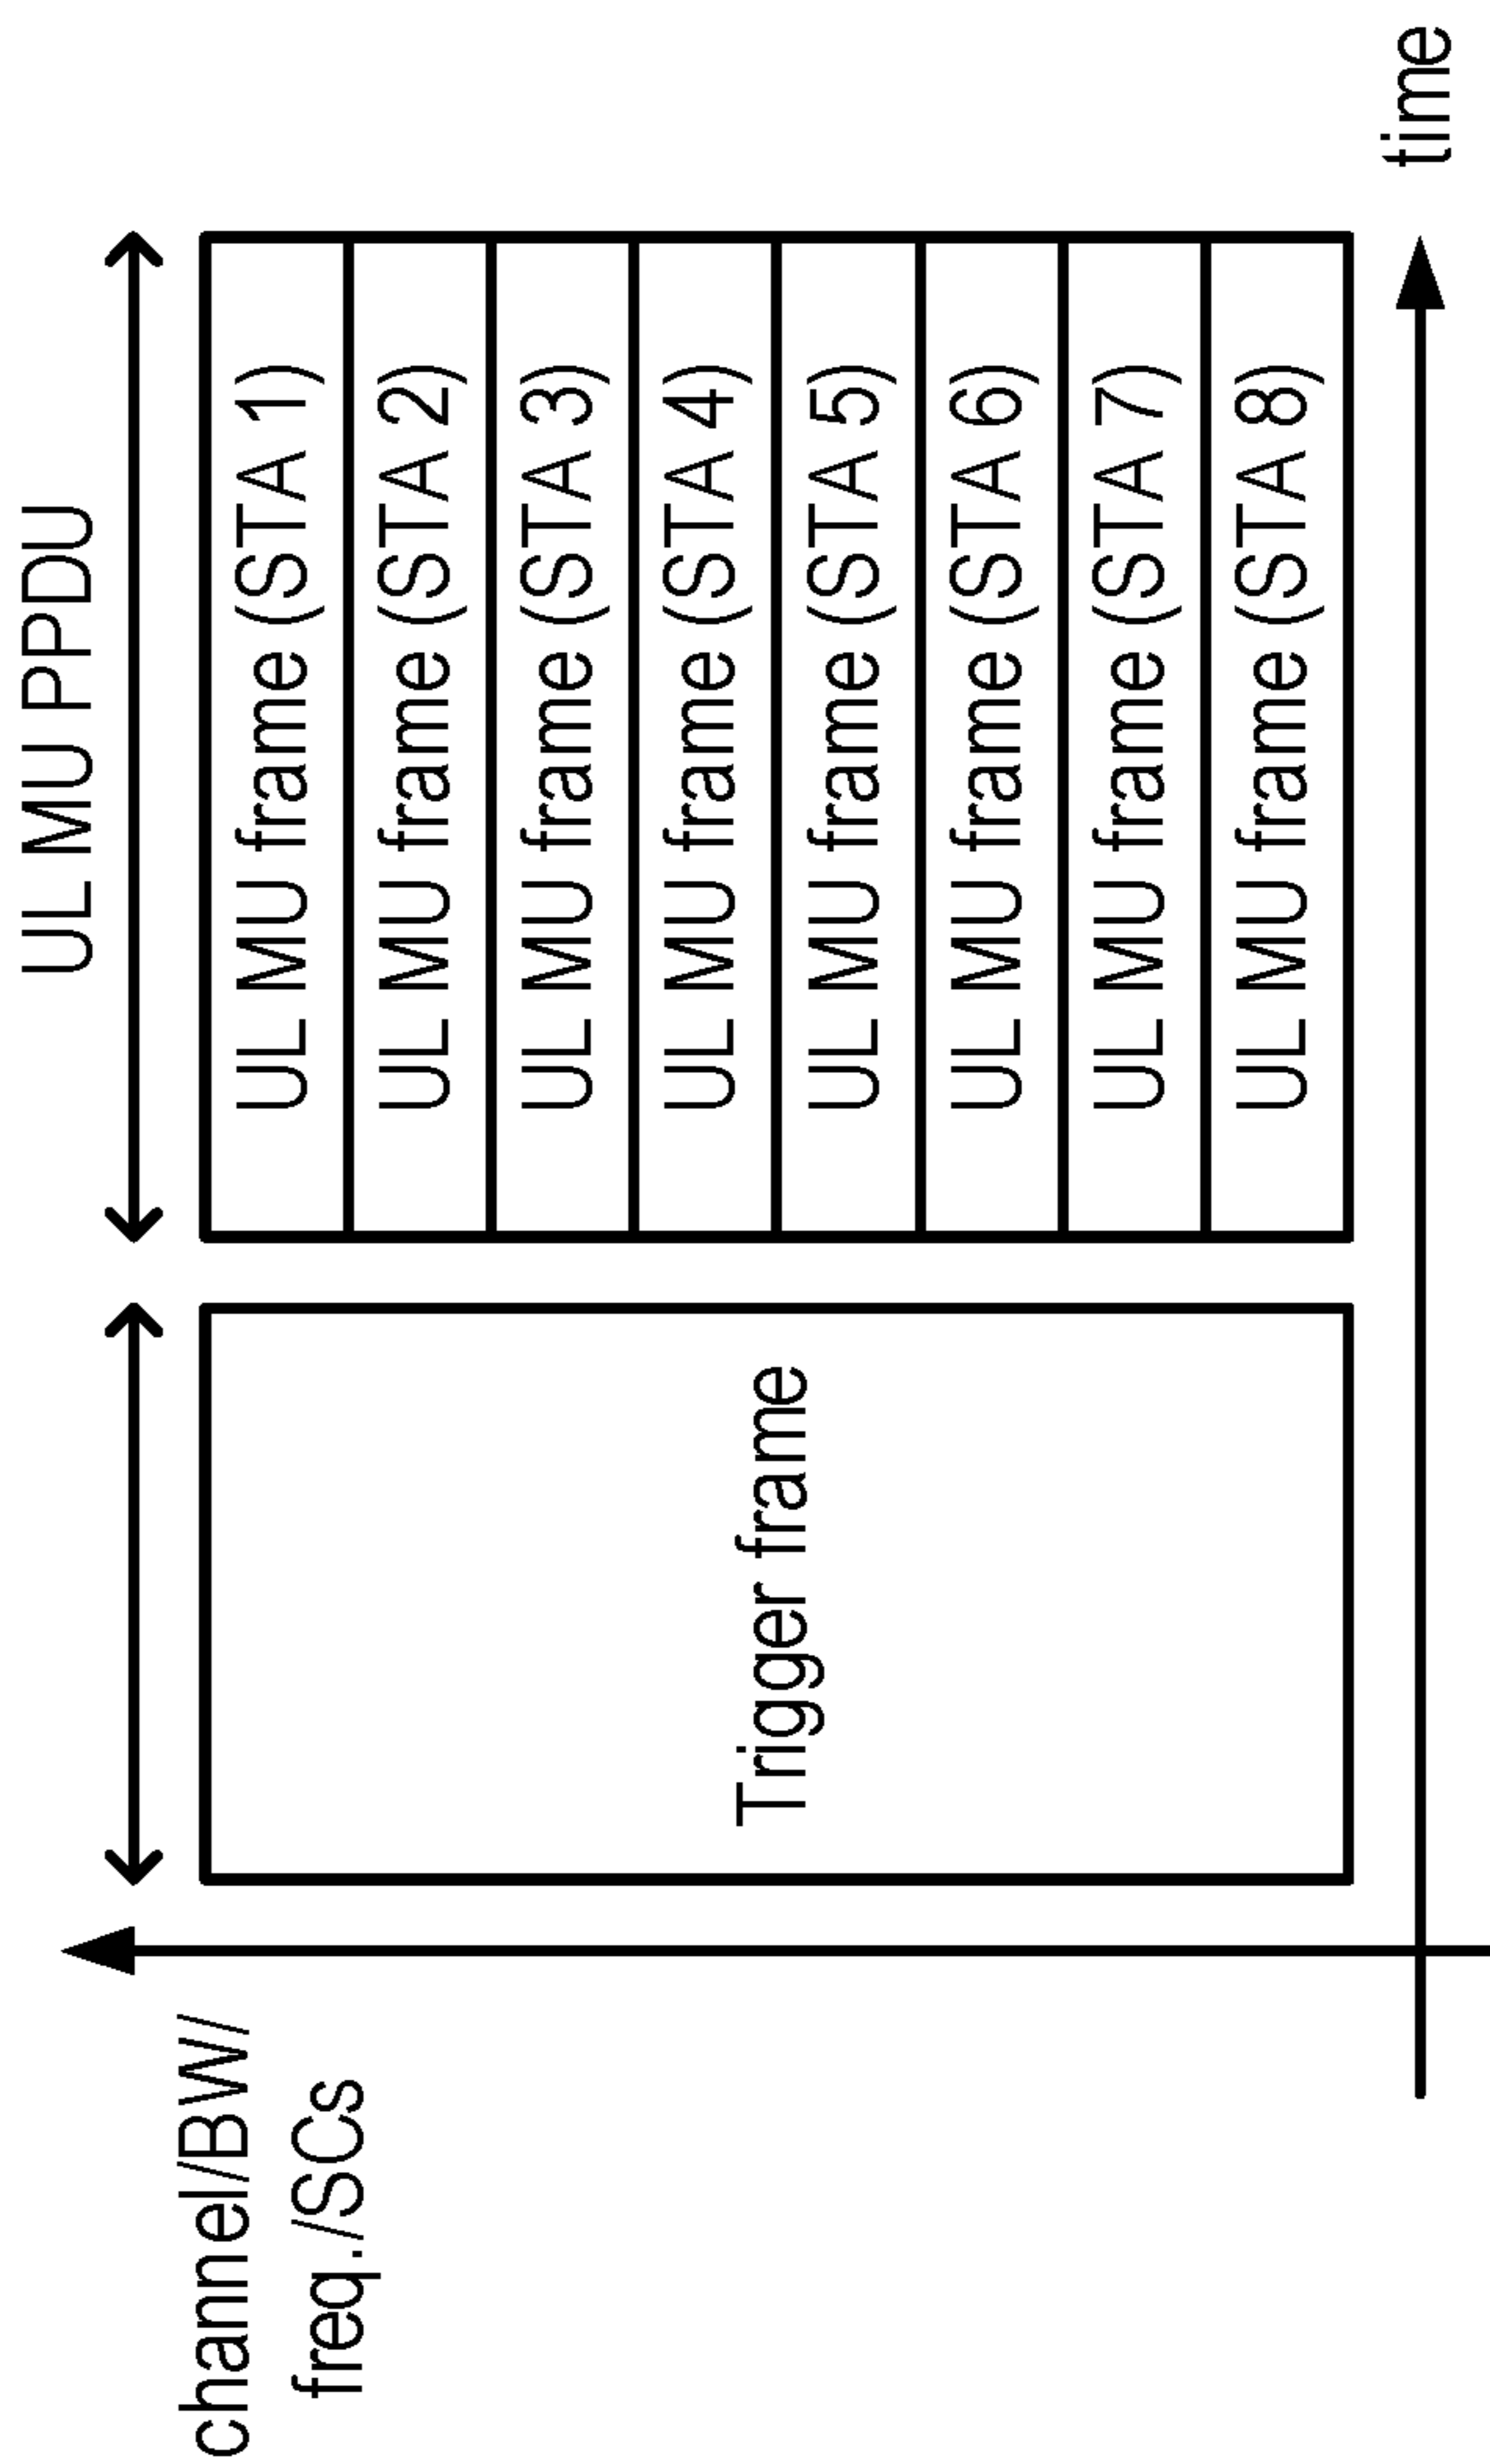 UL MU PPDU
channel/BW/
freq./SCs
Trigger frame
UL MU frame (STA 1)
UL MU frame (STA 2)
UL MU frame (STA 3)
UL MU frame (STA 4)
UL MU frame (STA 5)
UL MU frame (STA 6)
UL MU frame (STA 7)
UL MU frame (STA 8)
time